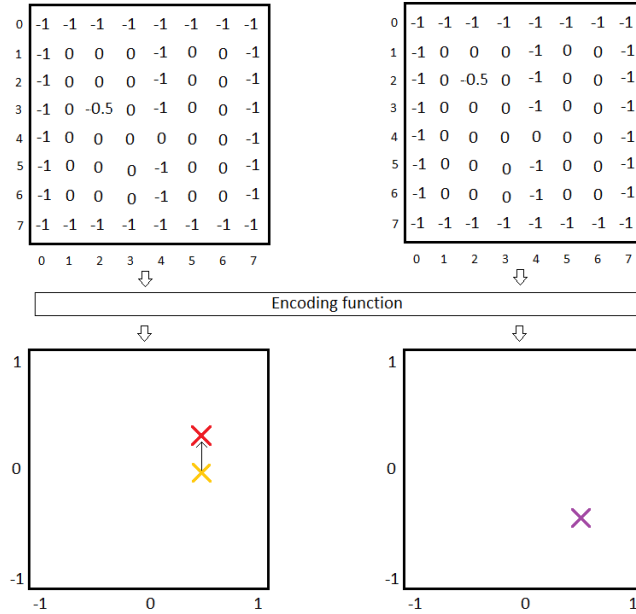 0 -1 -1 -1 -1 -1 -1 -1 -1 0 -1 -1 -1 -1 -1 -1 -1 -1
1 -1 0 0 0 -1 0 0 -1 1 -1 0 0 0 -1 0 0 -1
2 -1 0 0 0 -1 0 0 -1 2 -1 0 -0.5 0 -1 0 0 -1
3 -1 0 -0.5 0 -1 0 0 -1 3 -1 0 0 0 -1 0 0 -1
4 -1 0 0 0 0 0 0 -1 4 -1 0 0 0 0 0 0 -1
5 -1 0 0 0 -1 0 0 -1 5 -1 0 0 0 -1 0 0 -1
6 -1 0 0 0 -1 0 0 -1 6 -1 0 0 0 -1 0 0 -1
7 -1 -1 -1 -1 -1 -1 -1 -1 7 -1 -1 -1 -1 -1 -1 -1 -1
0 1 2 3 4 5 6 7 0 1 2 3 4 5 6 7
Encoding function
1 1
0 0
-1 -1
-1 0 1 -1 0 1